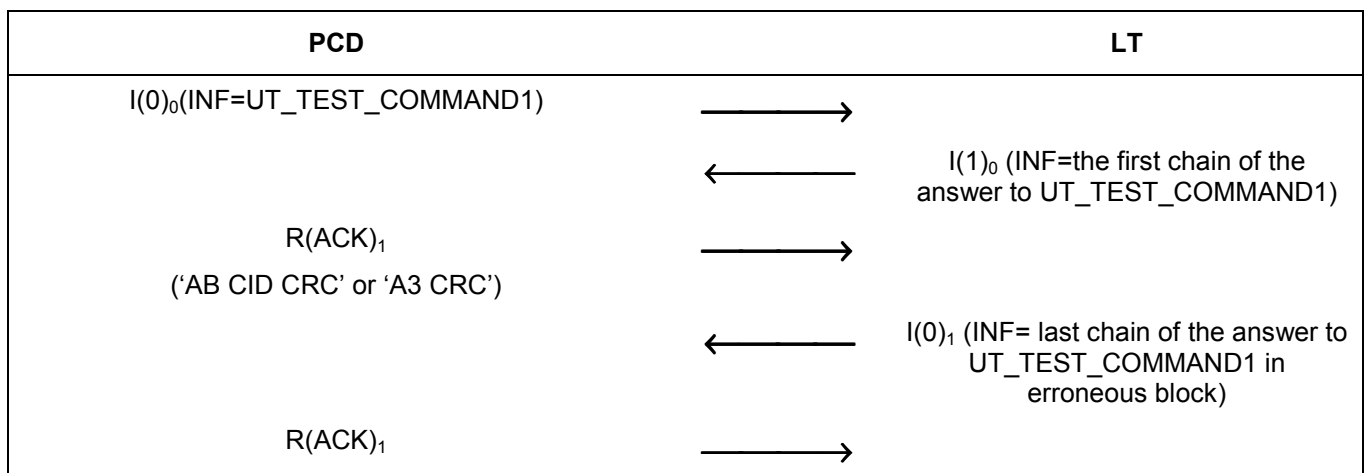 PCD LT
I(0)₀(INF=UT_TEST_COMMAND1)
I(1)₀ (INF=the first chain of the
answer to UT_TEST_COMMAND1)
R(ACK)₁
(‘AB CID CRC’ or ‘A3 CRC’)
I(0)₁ (INF= last chain of the answer to
UT_TEST_COMMAND1 in
erroneous block)
R(ACK)₁